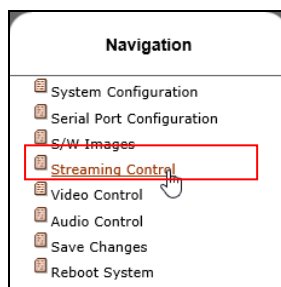 Navigation
System Configuration
Serial Port Configuration
S/W Images
Streaming Control
Video Control
Audio Control
Save Changes
Reboot System